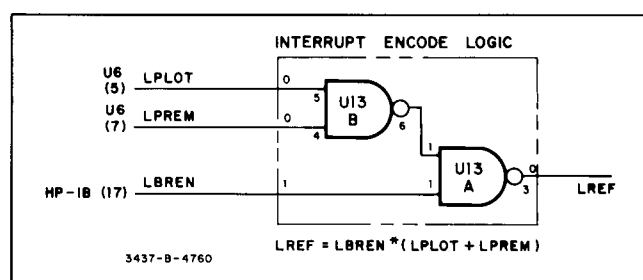 INTERRUPT ENCODE LOGIC
U6
(5) LPLOT 0 5
U13
B
6
U6
(7) LPREM 0 4
1
U13
A
0
3
LREF
HP-IB (17) LBREN 1 1
LREF = LBREN * (LPLOT + LPREM)
3437-B-4760